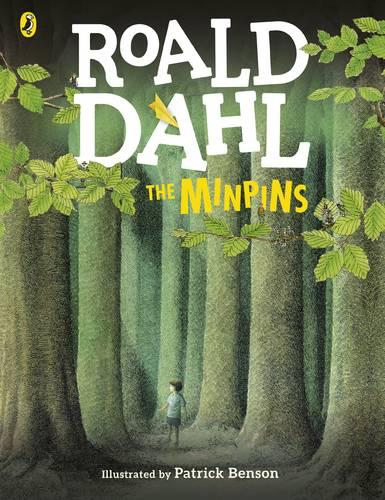 ROALD
DAHL
THE MINPINS
Illustrated by Patrick Benson